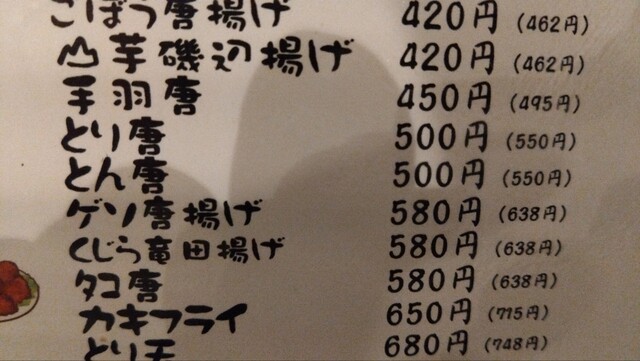 ごぼう唐揚げ 420円 (462円)
山芋磯辺揚げ 420円 (462円)
手羽唐 450円 (495円)
とり唐 500円 (550円)
とん唐 500円 (550円)
ゲソ唐揚げ 580円 (638円)
くじら竜田揚げ 580円 (638円)
タコ唐 580円 (638円)
カキフライ 650円 (715円)
とり天 680円 (748円)